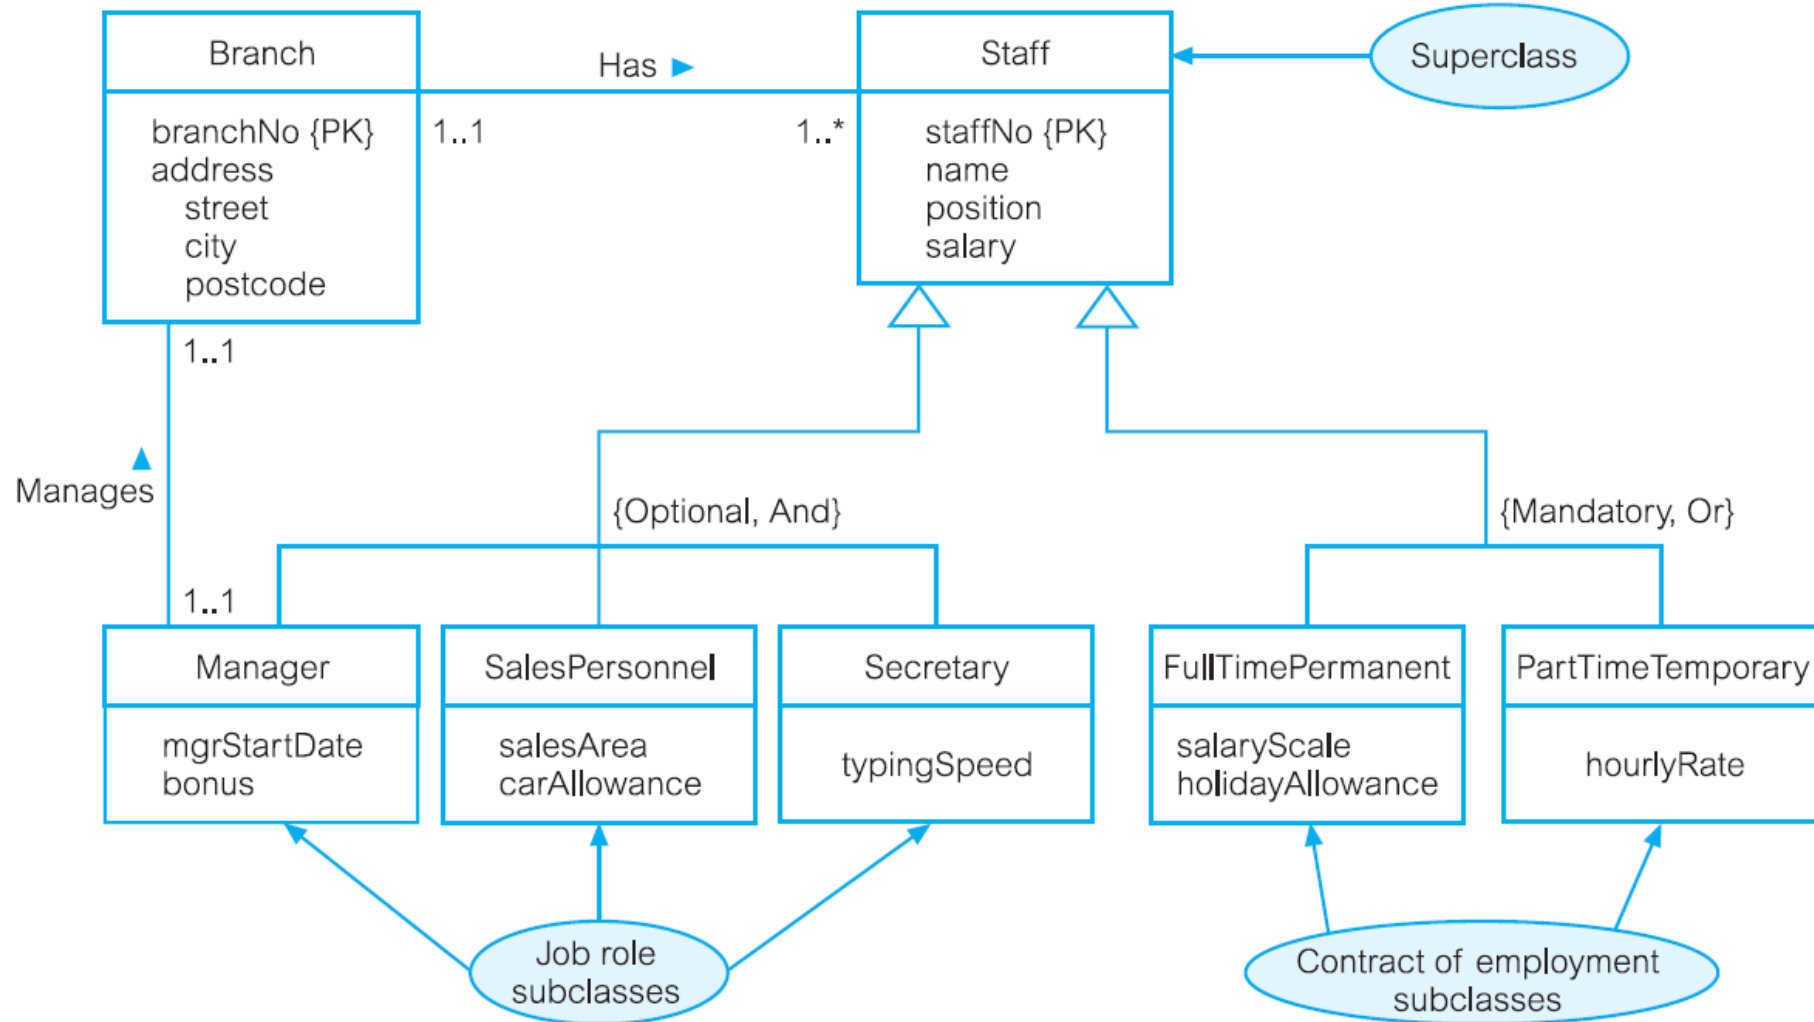 Branch
Has
Staff
Superclass
branchNo {PK}
address
street
city
postcode
1..1
1..*
staffNo {PK}
name
position
salary
1..1
Manages
{Optional, And}
{Mandatory, Or}
1..1
Manager
SalesPersonnel
Secretary
FullTimePermanent
PartTimeTemporary
mgrStartDate
bonus
salesArea
carAllowance
typingSpeed
salaryScale
holidayAllowance
hourlyRate
Job role
subclasses
Contract of employment
subclasses